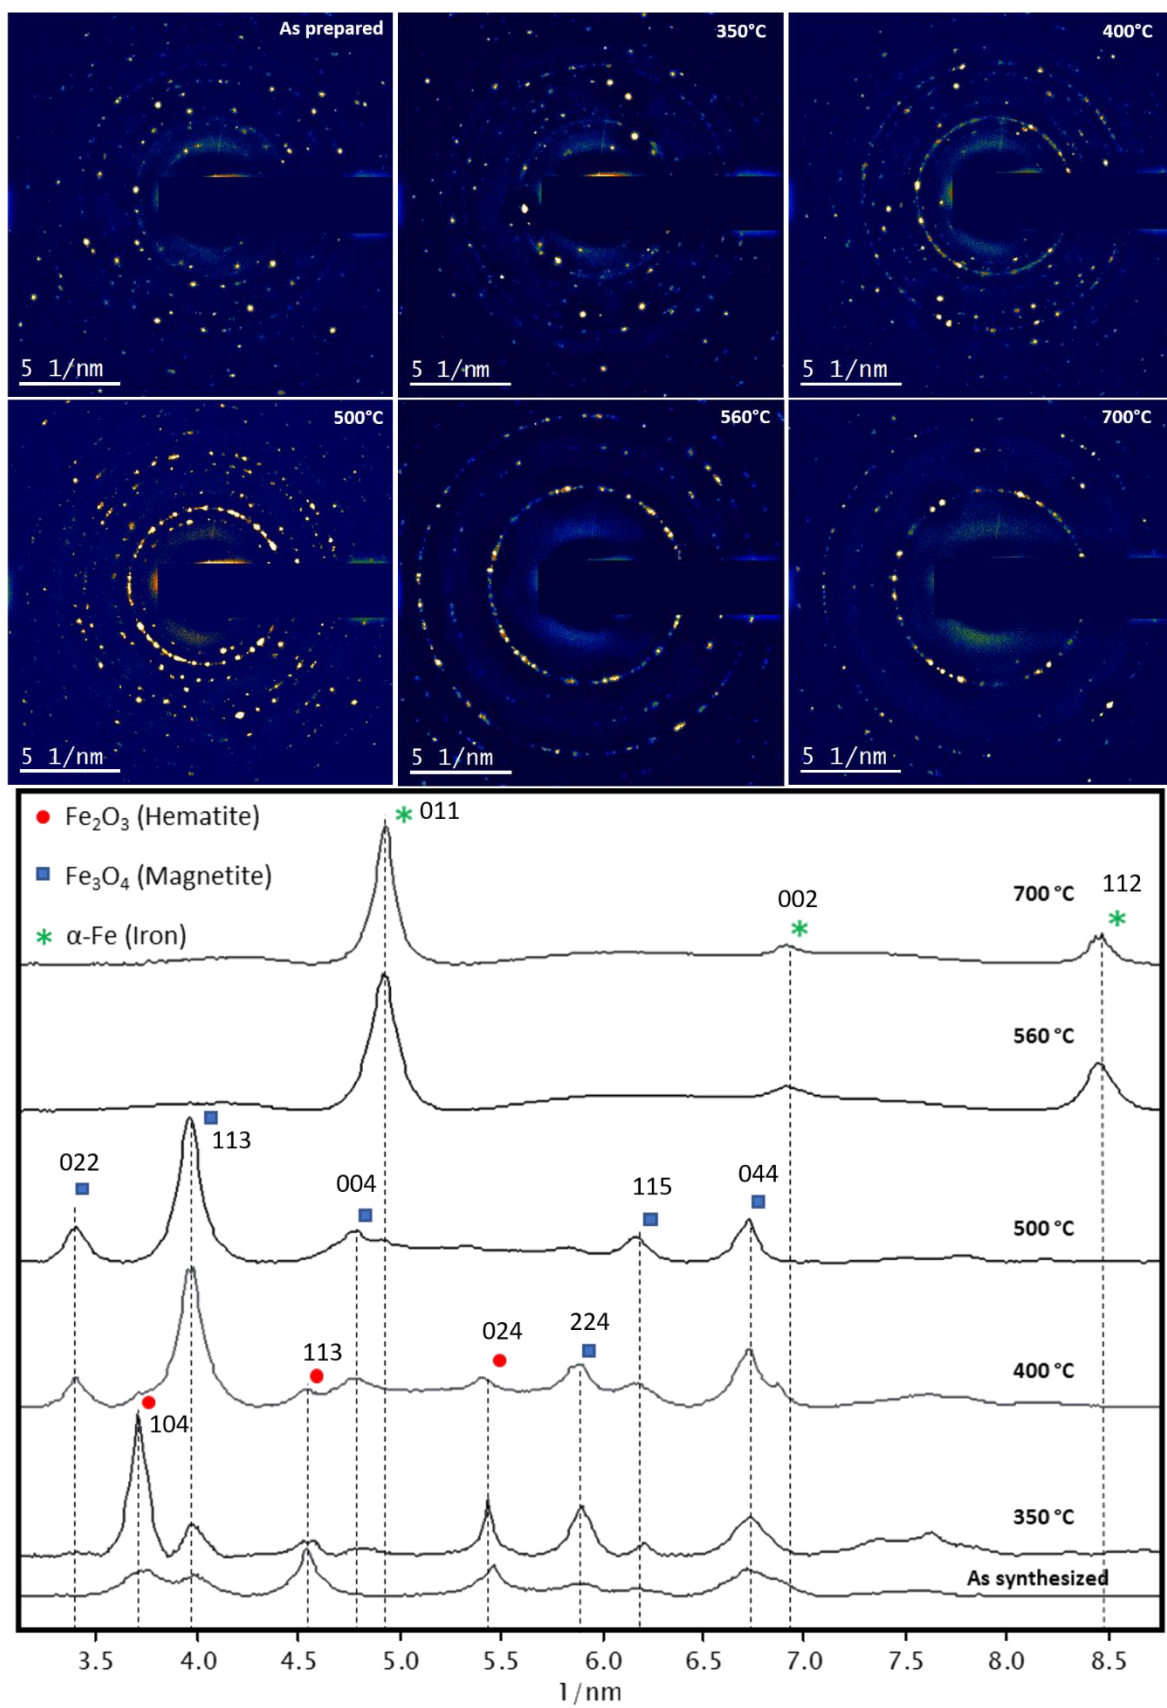 As prepared
350°C
400°C
5 1/nm
5 1/nm
5 1/nm
500°C
560°C
700°C
5 1/nm
5 1/nm
5 1/nm
Fe₂O₃ (Hematite)
Fe₃O₄ (Magnetite)
α-Fe (Iron)
011
002
112
700 °C
560 °C
022
113
004
115
044
500 °C
113
024
224
400 °C
104
350 °C
As synthesized
3.5 4.0 4.5 5.0 5.5 6.0 6.5 7.0 7.5 8.0 8.5
1/nm